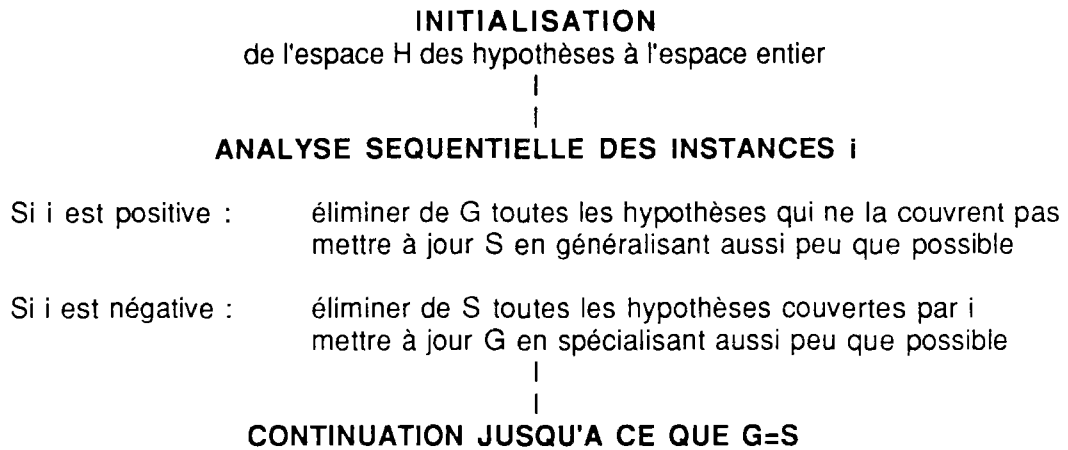 INITIALISATION
de l'espace H des hypothèses à l'espace entier
ANALYSE SEQUENTIELLE DES INSTANCES i
Si i est positive : éliminer de G toutes les hypothèses qui ne la couvrent pas
mettre à jour S en généralisant aussi peu que possible
Si i est négative : éliminer de S toutes les hypothèses couvertes par i
mettre à jour G en spécialisant aussi peu que possible
CONTINUATION JUSQU'A CE QUE G=S